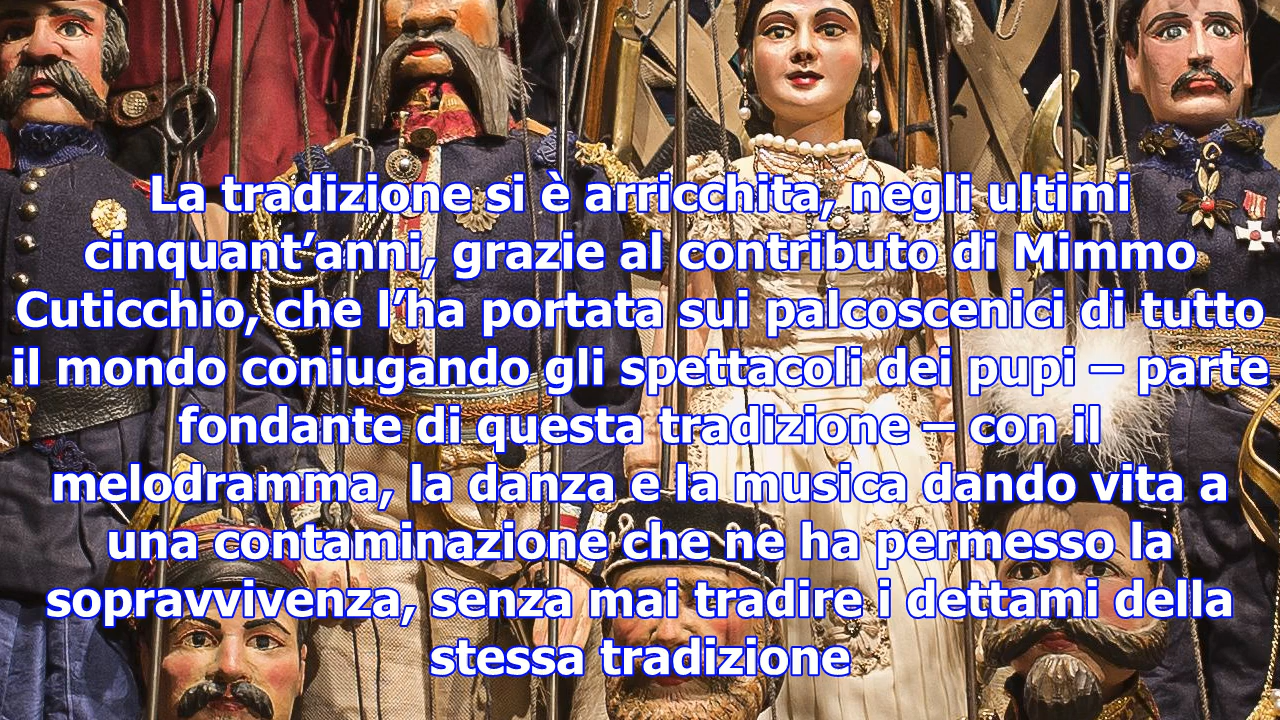 La tradizione si è arricchita, negli ultimi
cinquant’anni, grazie al contributo di Mimmo
Cuticchio, che l’ha portata sui palcoscenici di tutto
il mondo coniugando gli spettacoli dei pupi – parte
fondante di questa tradizione – con il
melodramma, la danza e la musica dando vita a
una contaminazione che ne ha permesso la
sopravvivenza, senza mai tradire i dettami della
stessa tradizione